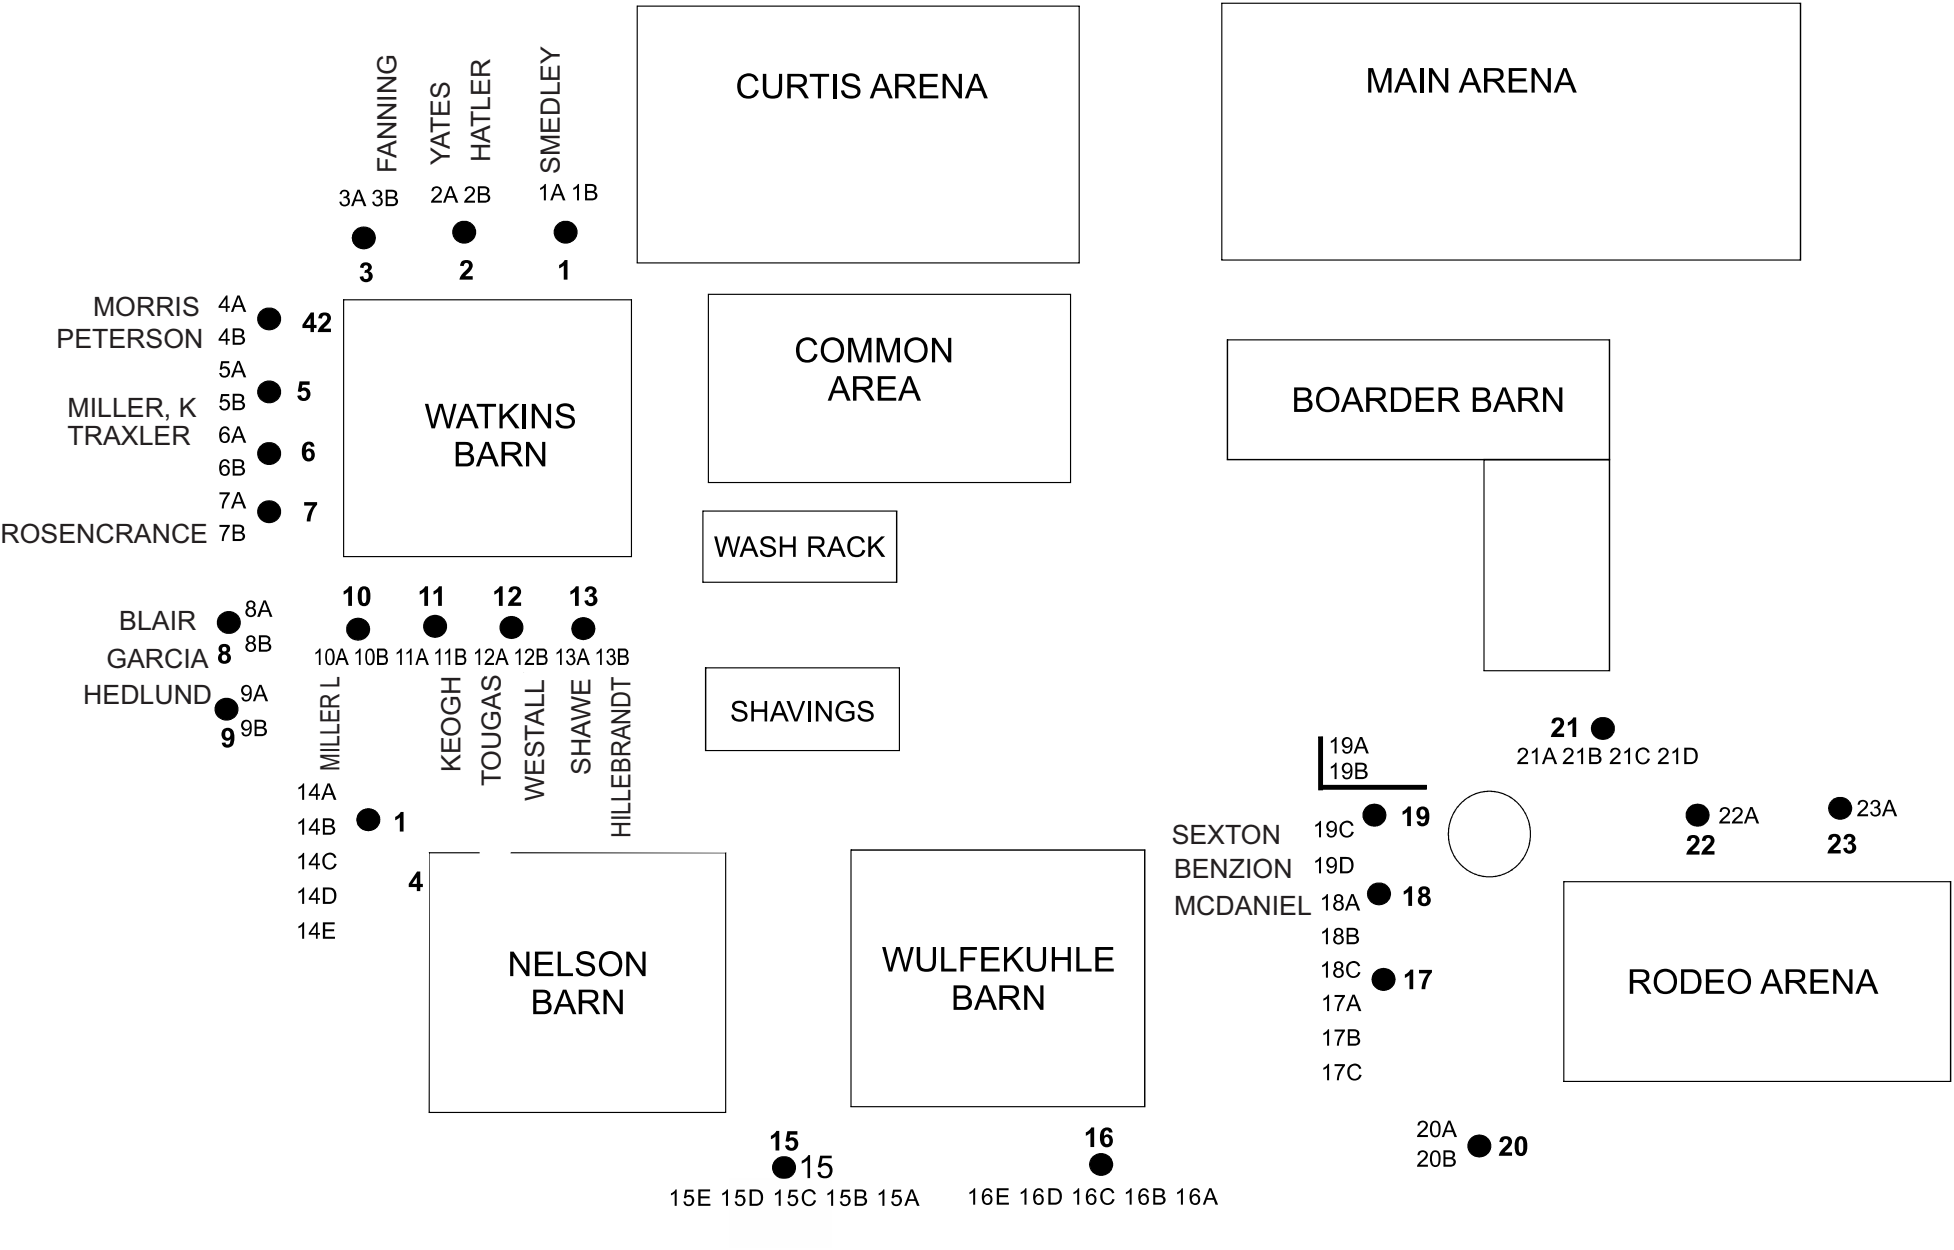 CURTIS ARENA
MAIN ARENA
FANNING
YATES
HATLER
SMEDLEY
3A 3B
2A 2B
1A 1B
3
2
1
MORRIS 4A
42
PETERSON 4B
5A
5
MILLER, K 5B
TRAXLER 6A
6
6B
7A
7
ROSENCRANCE 7B
WATKINS
BARN
COMMON
AREA
BOARDER BARN
WASH RACK
SHAVINGS
BLAIR 8A
GARCIA 8 8B
HEDLUND 9A
9 9B
10
11
12
13
10A 10B 11A 11B 12A 12B 13A 13B
MILLER L
KEOGH
TOUGAS
WESTALL
SHAWE
HILLEBRANDT
14A
14B 1
14C
4
14D
14E
NELSON
BARN
WULFEKUHLE
BARN
21
21A 21B 21C 21D
19A
19B
19
SEXTON 19C
BENZION 19D
18
MCDANIEL 18A
18B
18C 17
17A
17B
17C
22A
22
23A
23
RODEO ARENA
15
15
15E 15D 15C 15B 15A
16
16E 16D 16C 16B 16A
20A
20B
20